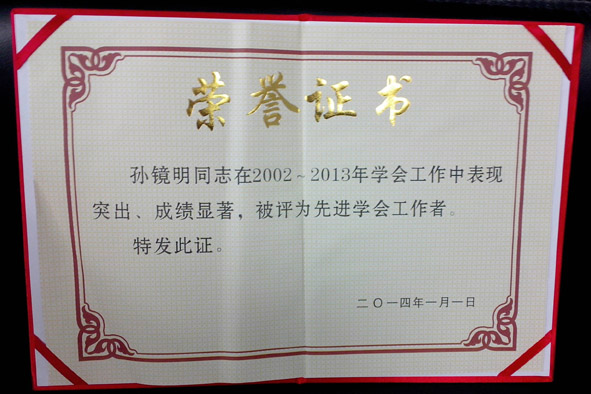 荣誉证书
孙镜明同志在2002~2013年学会工作中表现
突出、成绩显著，被评为先进学会工作者。
特发此证。
二〇一四年一月一日